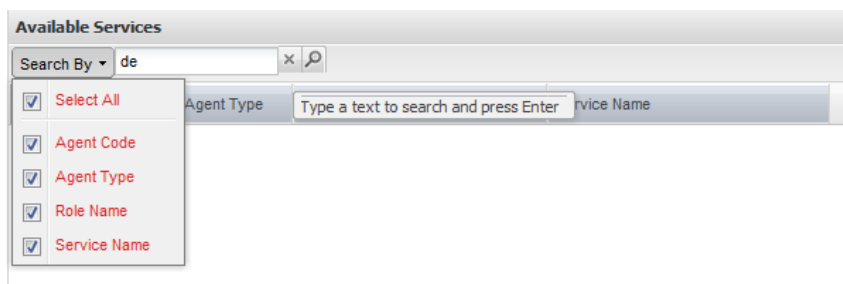 Available Services
Search By de
Select All
Agent Type Type a text to search and press Enter rvice Name
Agent Code
Agent Type
Role Name
Service Name